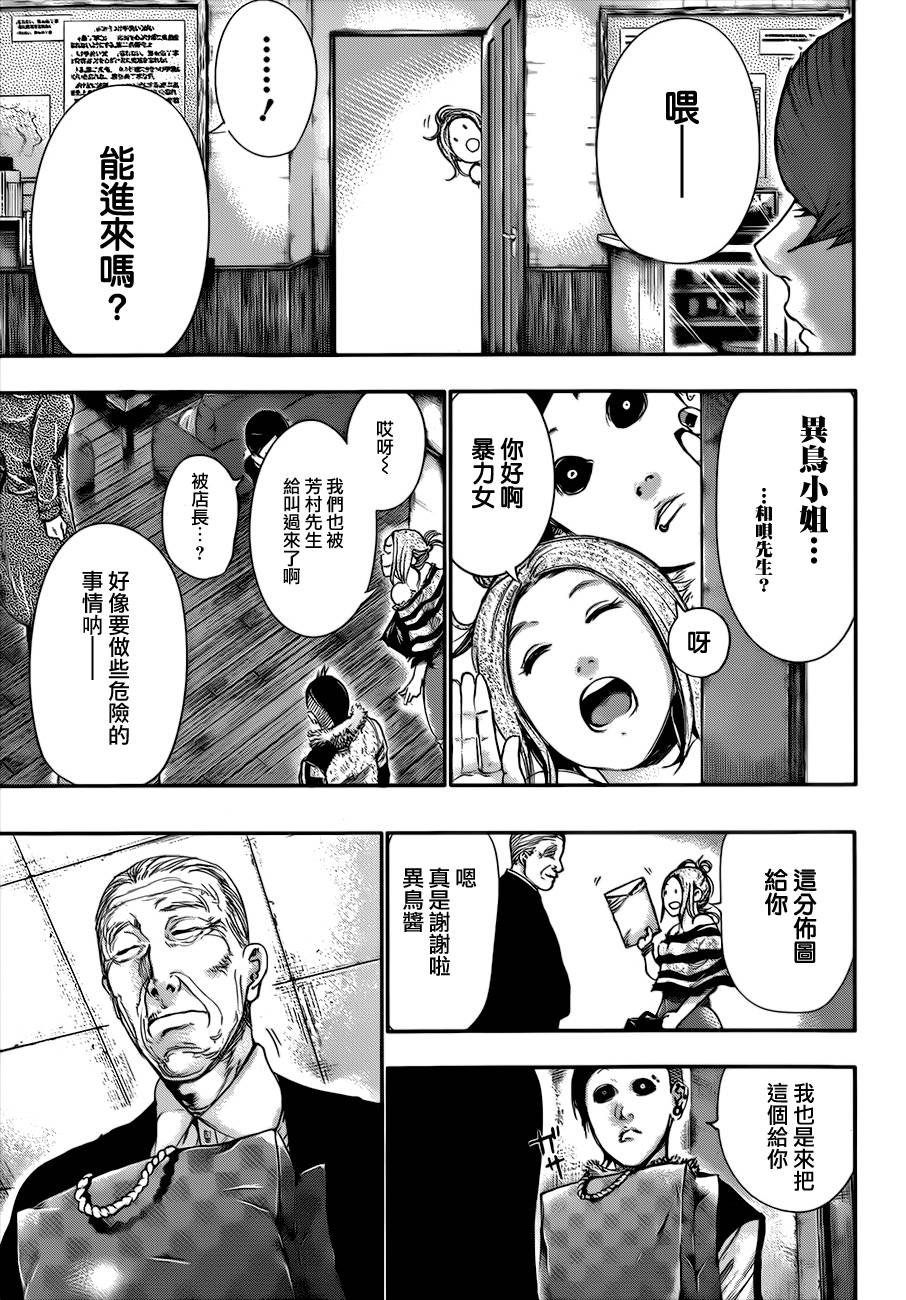 喂——
……！
能進來嗎？
異鳥小姐…
…和唄先生？
你好啊
暴力女
呀
哎呀~
我們也被
芳村先生
給叫過來了啊
被店長…？
好像要做些危險的
事情吶——
這分佈圖
給你
嗯
真是謝謝啦
異鳥醬
我也是來把
這個給你